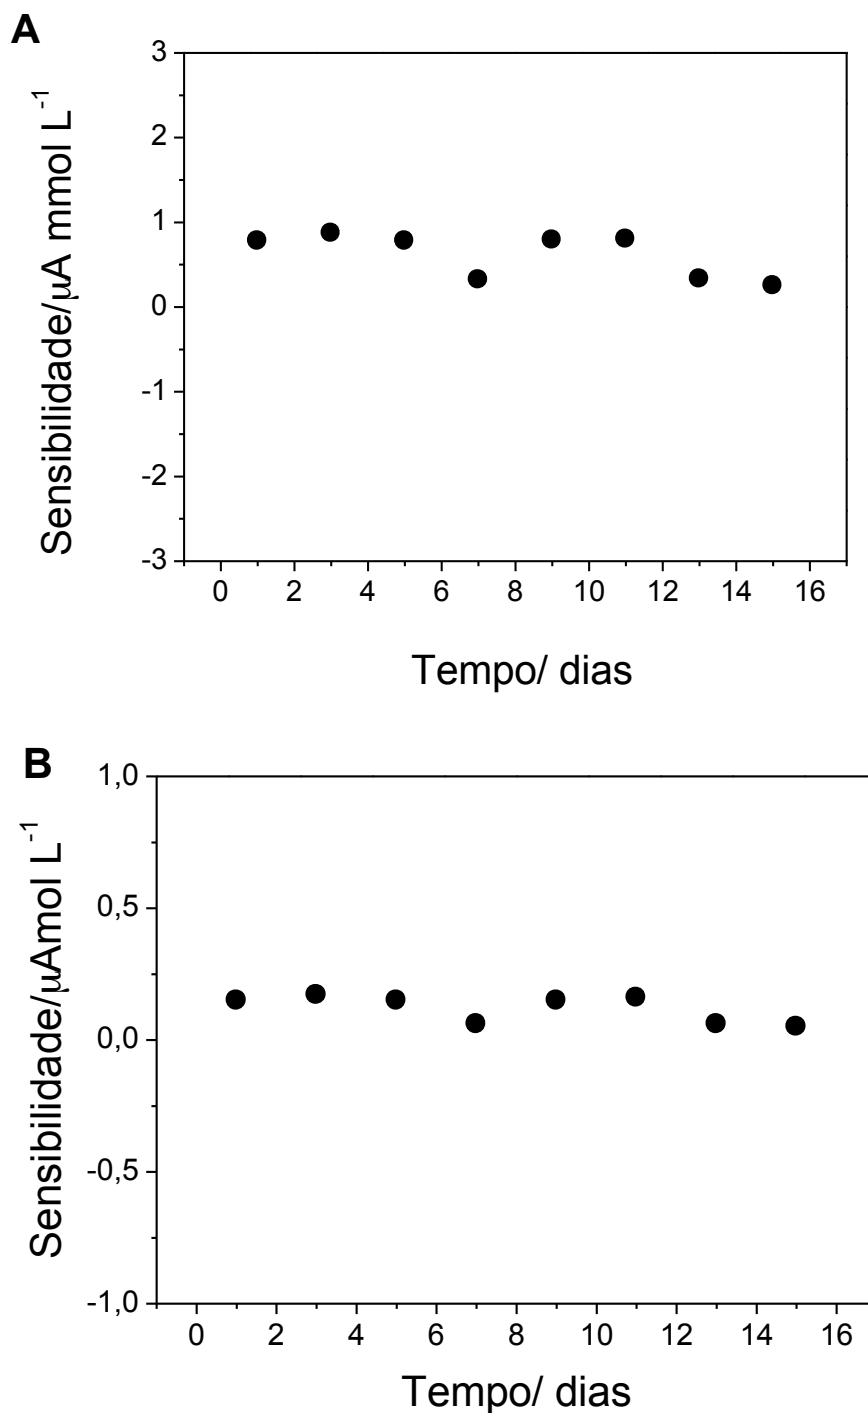 A
Sensibilidade/μA mmol L⁻¹
3
2
1
0
-1
-2
-3
0 2 4 6 8 10 12 14 16
Tempo/ dias
B
Sensibilidade/μAmol L⁻¹
1,0
0,5
0,0
-0,5
-1,0
0 2 4 6 8 10 12 14 16
Tempo/ dias